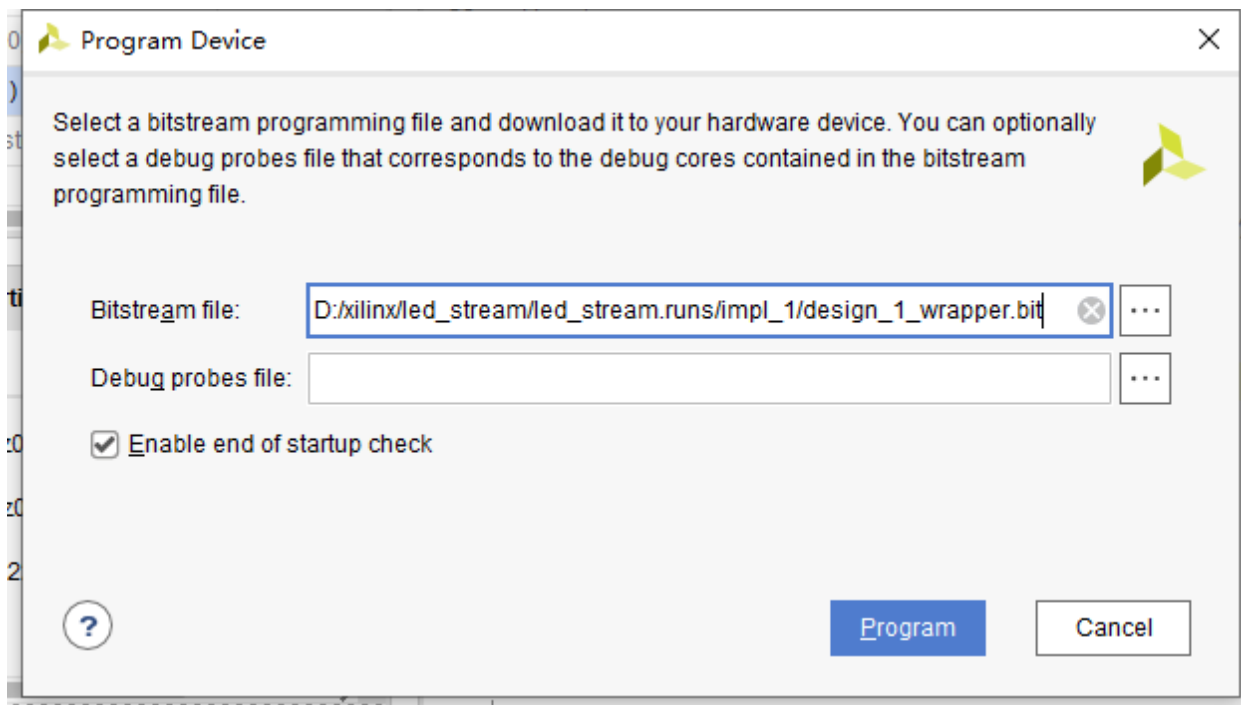 Program Device
Select a bitstream programming file and download it to your hardware device. You can optionally
select a debug probes file that corresponds to the debug cores contained in the bitstream
programming file.
Bitstream file: D:/xilinx/led_stream/led_stream.runs/impl_1/design_1_wrapper.bit ...
Debug probes file: ...
Enable end of startup check
? Program Cancel